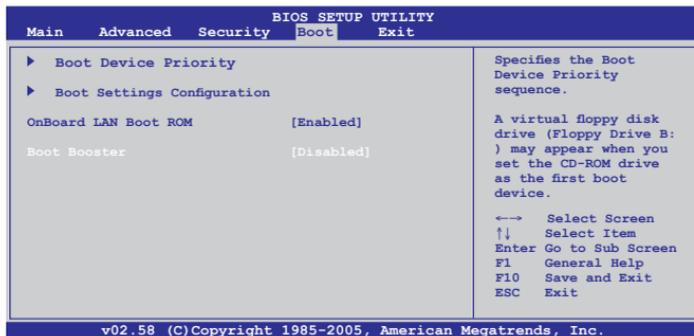 BIOS SETUP UTILITY
Main Advanced Security Boot Exit
Boot Device Priority
Boot Settings Configuration
OnBoard LAN Boot ROM [Enabled]
Boot Booster [Disabled]
Specifies the Boot
Device Priority
sequence.
A virtual floppy disk
drive (Floppy Drive B:
) may appear when you
set the CD-ROM drive
as the first boot
device.
←→ Select Screen
↑↓ Select Item
Enter Go to Sub Screen
F1 General Help
F10 Save and Exit
ESC Exit
v02.58 (C)Copyright 1985-2005, American Megatrends, Inc.